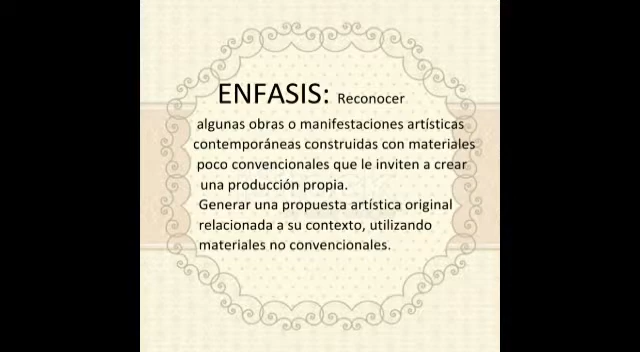 ENFASIS: Reconocer
algunas obras o manifestaciones artísticas
contemporáneas construidas con materiales
poco convencionales que le inviten a crear
una producción propia.
Generar una propuesta artística original
relacionada a su contexto, utilizando
materiales no convencionales.